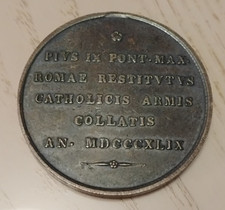 PIVS IX PONT·MAX
ROMAE RESTITVTVS
CATHOLICIS ARMIS
COLLATIS
AN. MDCCCXLIX